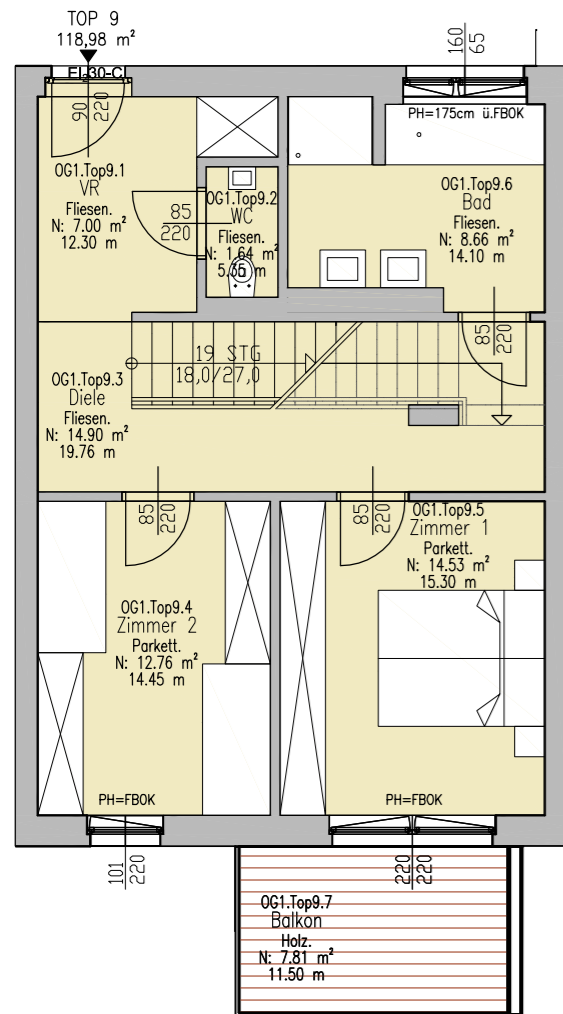 TOP 9
118,98 m²
EI₂30-C
90
220
160
65
PH=175cm ü.FBOK
OG1.Top9.1
VR
Fliesen.
N: 7.00 m²
12.30 m
85
220
OG1.Top9.2
WC
Fliesen.
N: 1.64 m²
5.35 m
OG1.Top9.6
Bad
Fliesen.
N: 8.66 m²
14.10 m
85
220
19 STG
18,0/27,0
OG1.Top9.3
Diele
Fliesen.
N: 14.90 m²
19.76 m
85
220
85
220
OG1.Top9.5
Zimmer 1
Parkett.
N: 14.53 m²
15.30 m
OG1.Top9.4
Zimmer 2
Parkett.
N: 12.76 m²
14.45 m
PH=FBOK
PH=FBOK
101
220
220
220
OG1.Top9.7
Balkon
Holz.
N: 7.81 m²
11.50 m